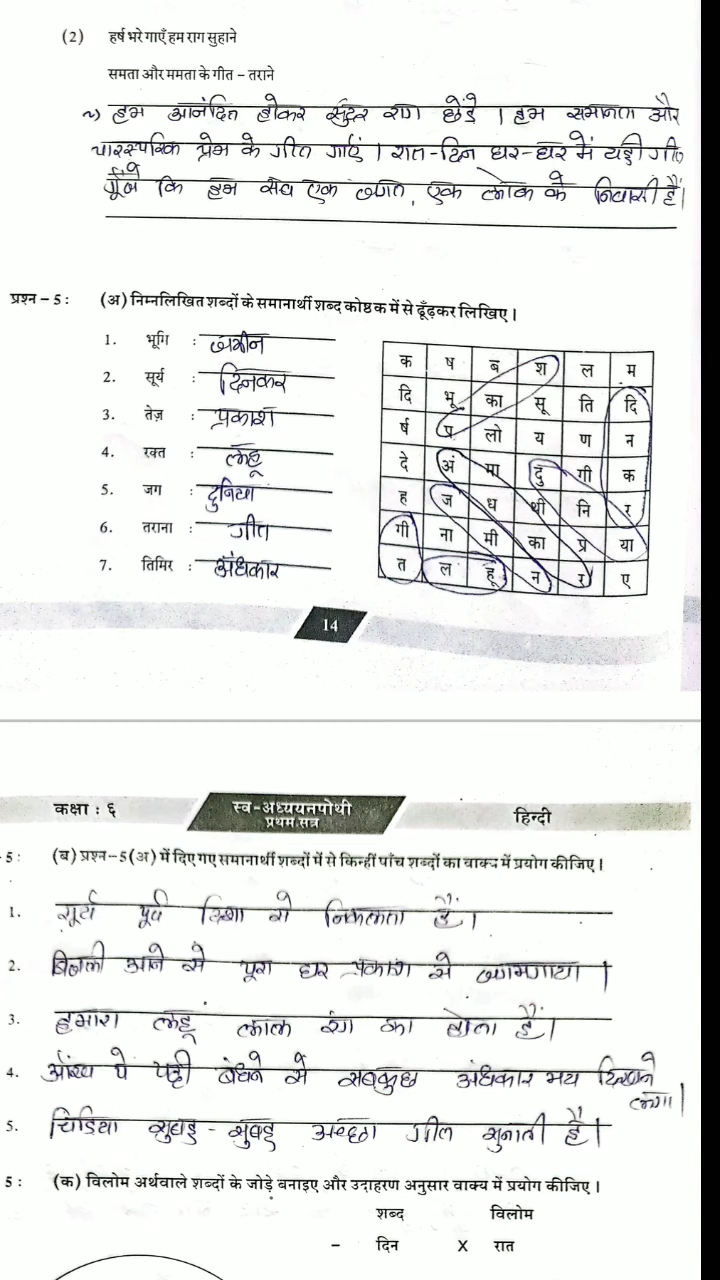 (2) हर्ष भरे गाएँ हम राग सुहाने
समता और ममता के गीत – तराने
हम आनंदित होकर सुंदर राग छेड़े । हम समानता और
पारस्परिक प्रेम के गीत गाएं । रात-दिन घर-घर में यही गीत
गूंजे कि हम सब एक जगत, एक लोक के निवासी हैं।
प्रश्न – 5 : (अ) निम्नलिखित शब्दों के समानार्थी शब्द कोष्ठक में से ढूँढ़कर लिखिए ।
1. भूमि : जमीन
2. सूर्य : दिनकर
3. तेज़ : प्रकाश
4. रक्त : लहू
5. जग : दुनिया
6. तराना : गीत
7. तिमिर : अंधकार
क ष ब श ल म
दि भू का सू ति दि
र्ष प्र लो य ण न
दे अं मा दु गी क
ह ज ध थी नि र
गी ना मी का प्र या
त ल हू न र ए
14
कक्षा : ६ स्व-अध्ययनपोथी हिन्दी
प्रथम सत्र
5 : (ब) प्रश्न-5(अ) में दिए गए समानार्थी शब्दों में से किन्हीं पाँच शब्दों का वाक्य में प्रयोग कीजिए ।
1. सूर्य पूर्व दिशा से निकलता हैं ।
2. बिजली आने से पूरा घर प्रकाश से जगमगाया |
3. हमारा लहू लाल रंग का होता हैं।
4. आँख पे पट्टी बंधने से सबकुछ अंधकार मय दिखने
लगा |
5. चिडिया सुबह - सुबह अच्छा गीत सुनाती हैं |
5 : (क) विलोम अर्थवाले शब्दों के जोड़े बनाइए और उदाहरण अनुसार वाक्य में प्रयोग कीजिए ।
शब्द विलोम
– दिन X रात